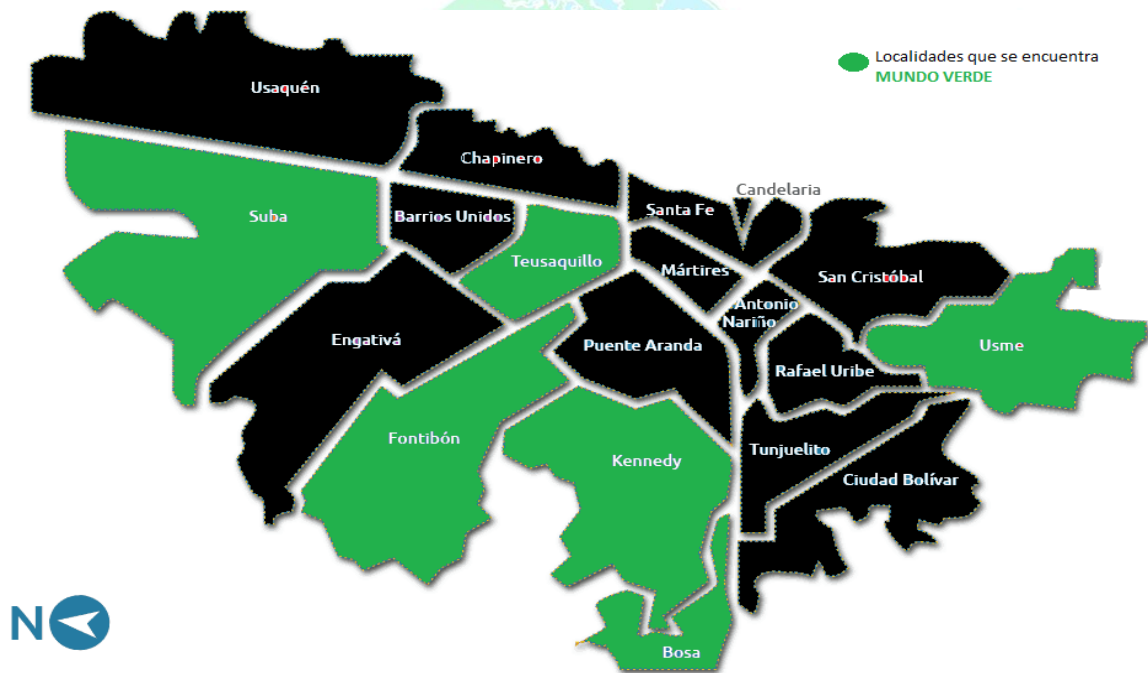 Localidades que se encuentra
MUNDO VERDE
Usaquén
Chapinero
Candelaria
Suba
Barrios Unidos
Santa Fe
Teusaquillo
Mártires
San Cristóbal
Antonio
Nariño
Engativá
Puente Aranda
Usme
Rafael Uribe
Fontibón
Kennedy
Tunjuelito
Ciudad Bolívar
N
Bosa